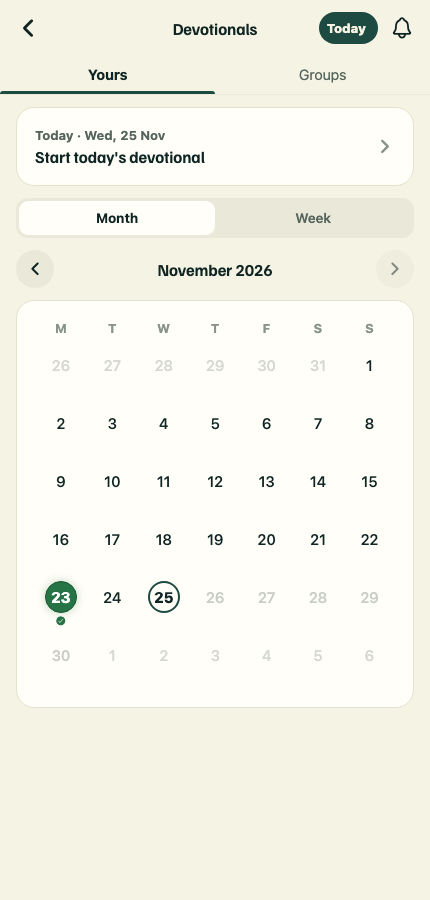 Devotionals
Today
Yours
Groups
Today · Wed, 25 Nov
Start today's devotional
Month
Week
November 2026
M T W T F S S
26 27 28 29 30 31 1
2 3 4 5 6 7 8
9 10 11 12 13 14 15
16 17 18 19 20 21 22
23 24 25 26 27 28 29
30 1 2 3 4 5 6